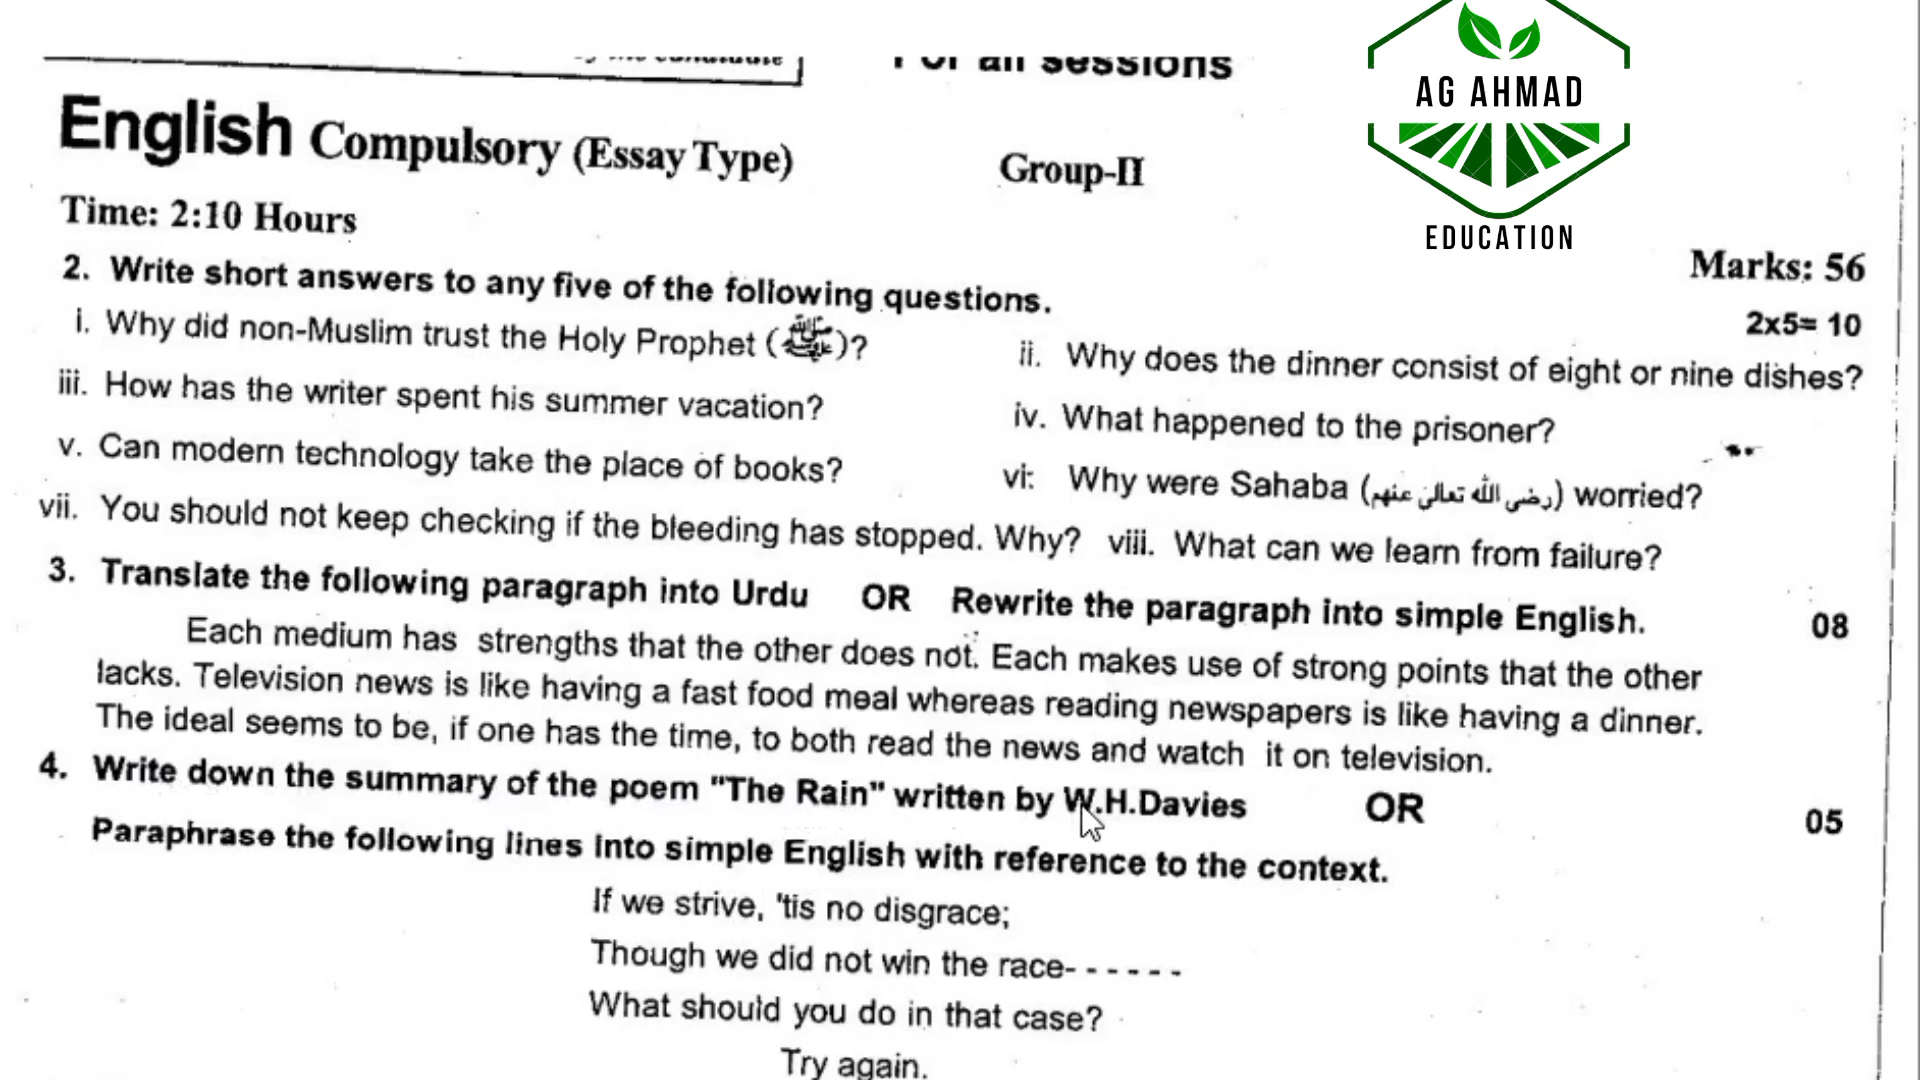 For all sessions
AG AHMAD
EDUCATION
English Compulsory (Essay Type)
Group-II
Time: 2:10 Hours
Marks: 56
2. Write short answers to any five of the following questions.
2x5= 10
i. Why did non-Muslim trust the Holy Prophet (ﷺ)?
ii. Why does the dinner consist of eight or nine dishes?
iii. How has the writer spent his summer vacation?
iv. What happened to the prisoner?
v. Can modern technology take the place of books?
vi: Why were Sahaba (رضی اللہ تعالیٰ عنہم) worried?
vii. You should not keep checking if the bleeding has stopped. Why? viii. What can we learn from failure?
3. Translate the following paragraph into Urdu OR Rewrite the paragraph into simple English. 08
Each medium has strengths that the other does not. Each makes use of strong points that the other
lacks. Television news is like having a fast food meal whereas reading newspapers is like having a dinner.
The ideal seems to be, if one has the time, to both read the news and watch it on television.
4. Write down the summary of the poem "The Rain" written by W.H.Davies OR 05
Paraphrase the following lines into simple English with reference to the context.
If we strive, 'tis no disgrace;
Though we did not win the race- - - - - -
What should you do in that case?
Try again.